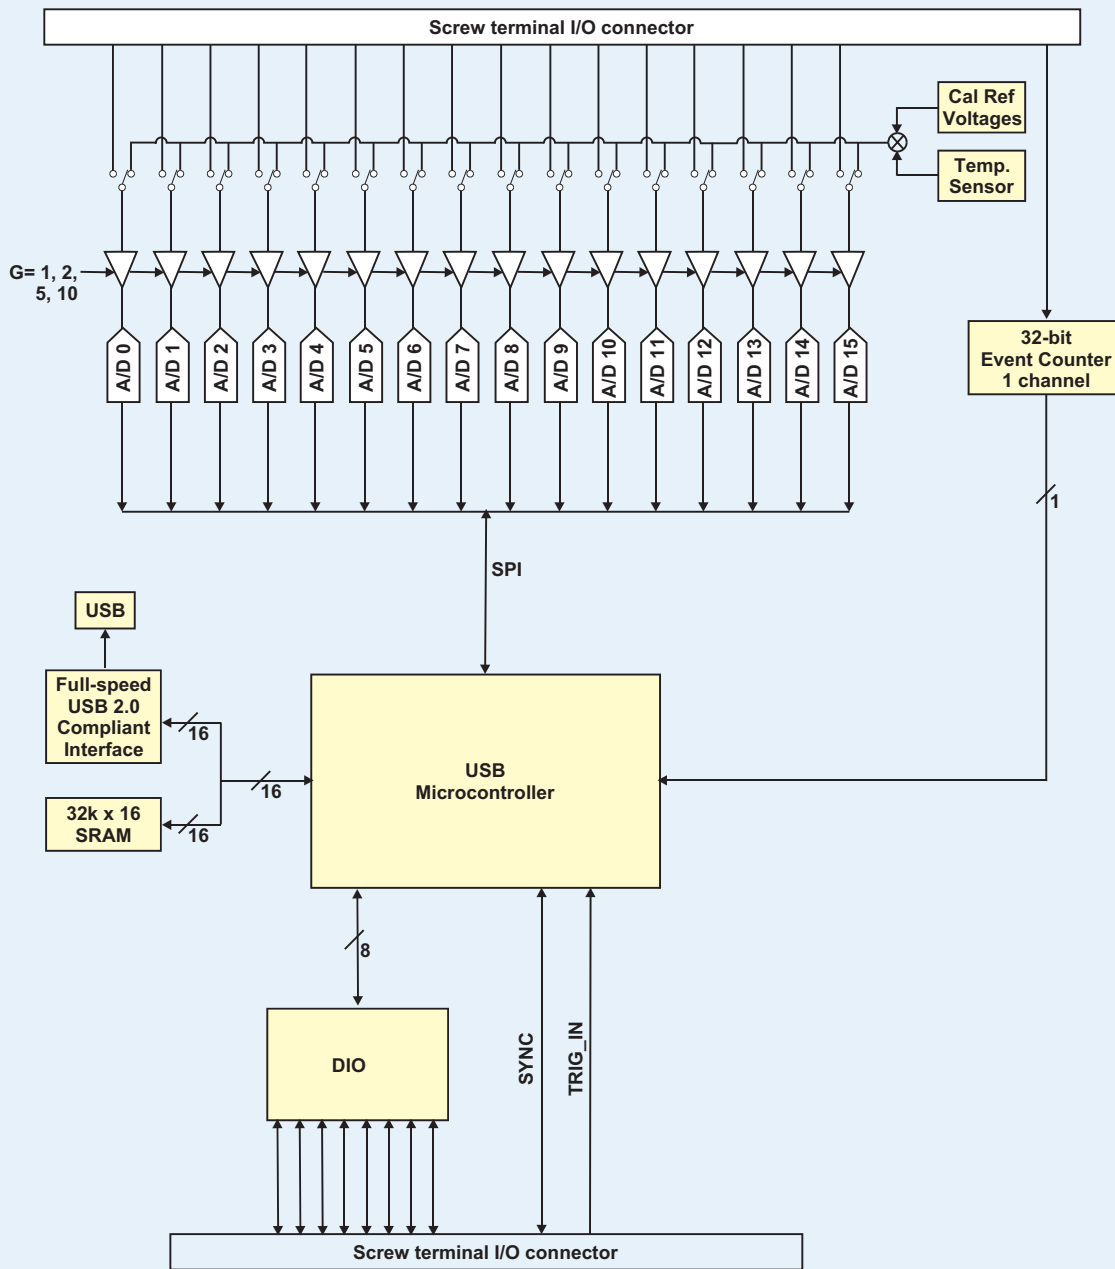 Screw terminal I/O connector
Cal Ref
Voltages
Temp.
Sensor
G= 1, 2,
5, 10
A/D 0
A/D 1
A/D 2
A/D 3
A/D 4
A/D 5
A/D 6
A/D 7
A/D 8
A/D 9
A/D 10
A/D 11
A/D 12
A/D 13
A/D 14
A/D 15
32-bit
Event Counter
1 channel
1
SPI
USB
Full-speed
USB 2.0
Compliant
Interface
16
16
32k x 16
SRAM
16
USB
Microcontroller
8
DIO
SYNC
TRIG_IN
Screw terminal I/O connector